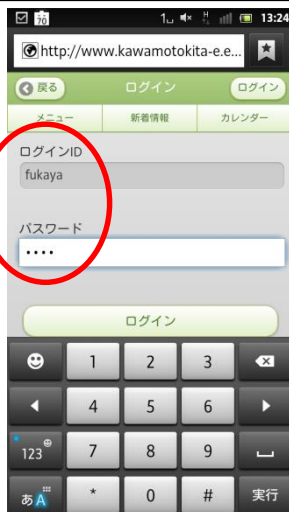 70
13:24
http://www.kawamotokita-e.e...
戻る ログイン ログイン
メニュー 新着情報 カレンダー
ログインID
fukaya
パスワード
••••
ログイン
1 2 3
4 5 6
123 7 8 9
あA * 0 # 実行